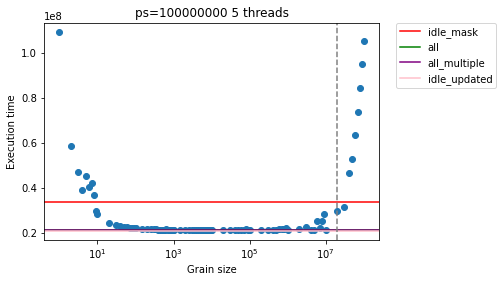 ps=100000000 5 threads
1e8
idle_mask
all
all_multiple
idle_updated
1.0
0.8
0.6
0.4
0.2
Execution time
10^1
10^3
10^5
10^7
Grain size